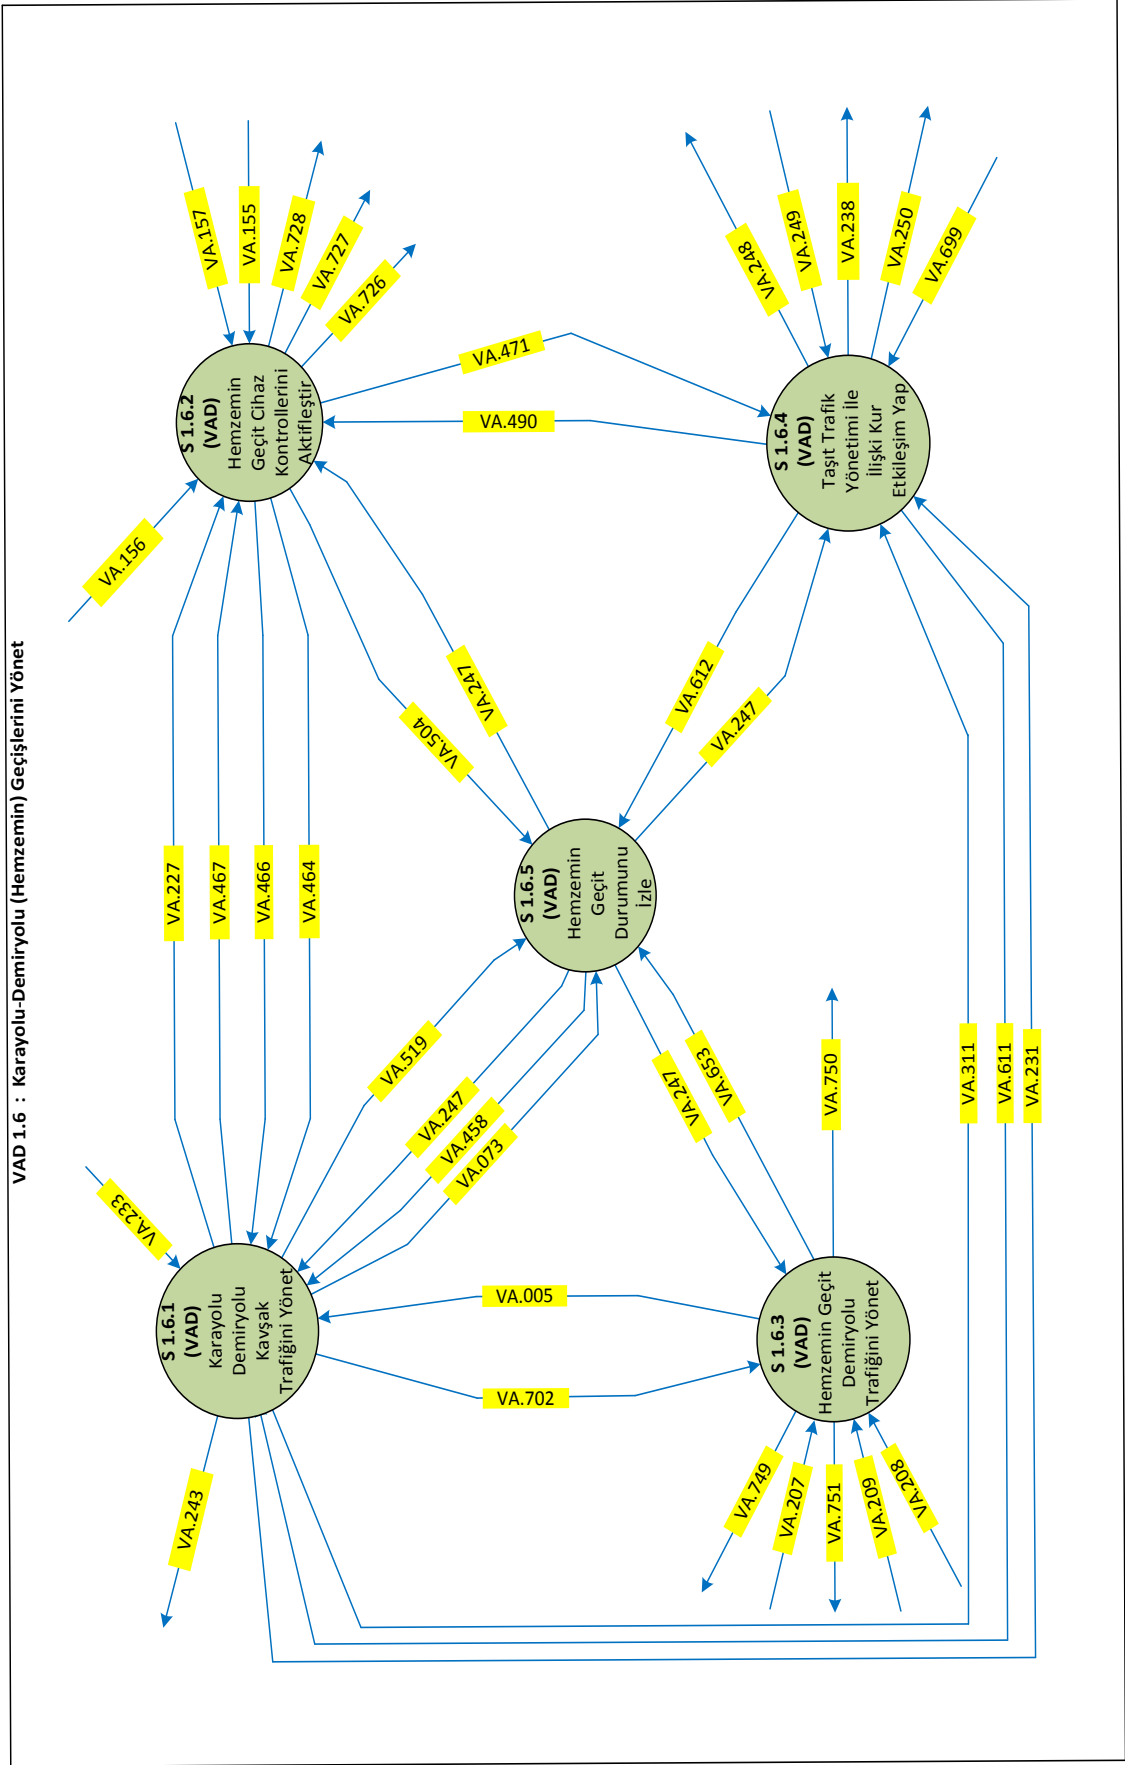 VAD 1.6 : Karayolu-Demiryolu (Hemzemin) Geçişlerini Yönet
VA.233
VA.243
S 1.6.1
(VAD)
Karayolu
Demiryolu
Kavşak
Trafiğini Yönet
VA.227
VA.467
VA.466
VA.464
VA.156
S 1.6.2
(VAD)
Hemzemin
Geçit Cihaz
Kontrollerini
Aktifleştir
VA.157
VA.155
VA.728
VA.727
VA.726
VA.519
VA.247
VA.458
VA.073
VA.504
VA.247
VA.471
VA.490
VA.005
VA.702
S 1.6.5
(VAD)
Hemzemin
Geçit
Durumunu
İzle
VA.247
VA.653
VA.612
VA.247
VA.749
VA.207
VA.751
VA.209
VA.208
S 1.6.3
(VAD)
Hemzemin Geçit
Demiryolu
Trafiğini Yönet
VA.750
S 1.6.4
(VAD)
Taşıt Trafik
Yönetimi İle
İlişki Kur
Etkileşim Yap
VA.248
VA.249
VA.238
VA.250
VA.699
VA.311
VA.611
VA.231